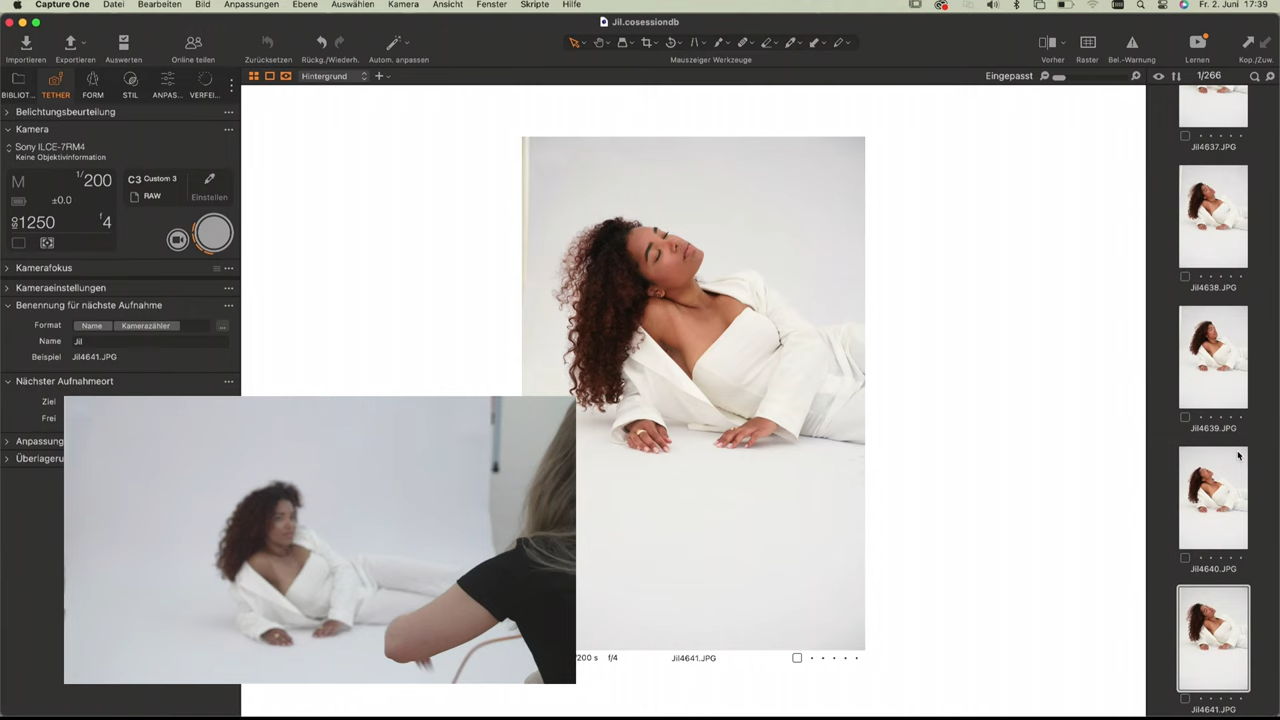 Capture One Datei Bearbeiten Bild Anpassungen Ebene Auswählen Kamera Ansicht Fenster Skripte Hilfe
Fr. 2. Juni 17:39
Jil.cosessiondb
Importieren Exportieren Auswerten Online teilen Zurücksetzen Rückg./Wiederh. Autom. anpassen Mauszeiger Werkzeuge Vorher Raster Bel.-Warnung Lernen Kop./Zuw.
Hintergrund
Eingepasst
1/266
BIBLIOT... TETHER FORM STIL ANPAS... VERFEI...
Belichtungsbeurteilung
Kamera
Sony ILCE-7RM4
Keine Objektivinformation
M 1/200
C3 Custom 3
±0.0
RAW
Einstellen
ISO 1250 f 4
Kamerafokus
Kameraeinstellungen
Benennung für nächste Aufnahme
Format Name Kamerazähler ...
Name Jil
Beispiel Jil4641.JPG
Nächster Aufnahmeort
Ziel
Frei
Anpassung
Überlageru
/200 s f/4 Jil4641.JPG
Jil4637.JPG
Jil4638.JPG
Jil4639.JPG
Jil4640.JPG
Jil4641.JPG